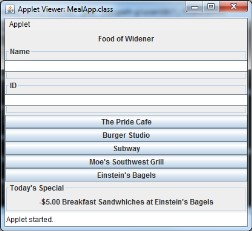 Applet Viewer: MealApp.class
Applet
Food of Widener
Name
ID
The Pride Cafe
Burger Studio
Subway
Moe's Southwest Grill
Einstein's Bagels
Today's Special
-$5.00 Breakfast Sandwhiches at Einstein's Bagels
Applet started.